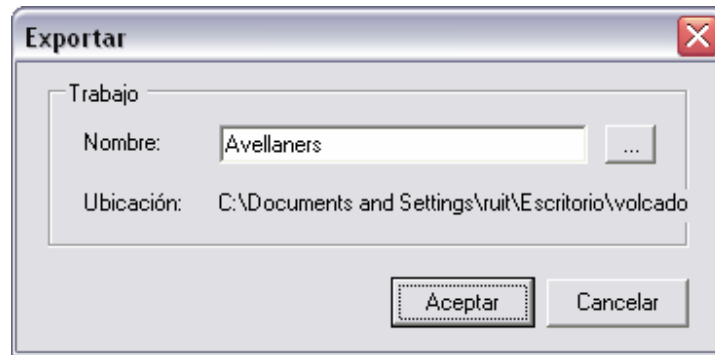 Exportar
Trabajo
Nombre: Avellaners ...
Ubicación: C:\Documents and Settings\ruit\Escritorio\volcado
Aceptar Cancelar